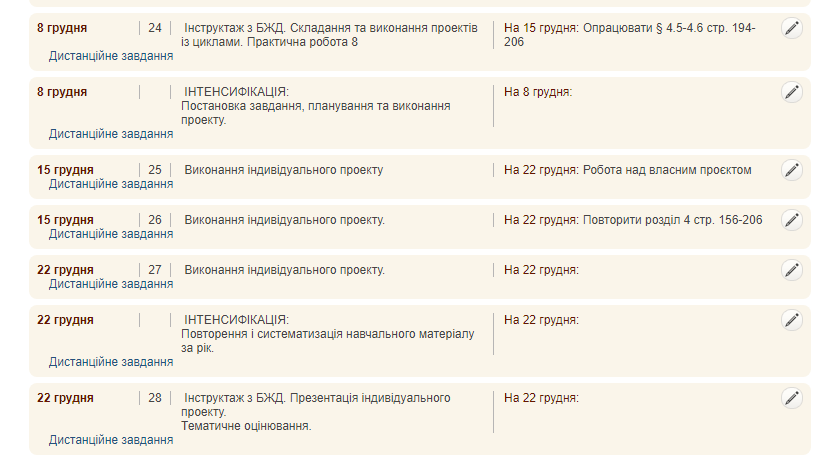 8 грудня 24 Інструктаж з БЖД. Складання та виконання проектів На 15 грудня: Опрацювати § 4.5-4.6 стр. 194-
із циклами. Практична робота 8 206
Дистанційне завдання
8 грудня ІНТЕНСИФІКАЦІЯ: На 8 грудня:
Постановка завдання, планування та виконання
проекту.
Дистанційне завдання
15 грудня 25 Виконання індивідуального проекту На 22 грудня: Робота над власним проєктом
Дистанційне завдання
15 грудня 26 Виконання індивідуального проекту. На 22 грудня: Повторити розділ 4 стр. 156-206
Дистанційне завдання
22 грудня 27 Виконання індивідуального проекту. На 22 грудня:
Дистанційне завдання
22 грудня ІНТЕНСИФІКАЦІЯ: На 22 грудня:
Повторення і систематизація навчального матеріалу
за рік.
Дистанційне завдання
22 грудня 28 Інструктаж з БЖД. Презентація індивідуального На 22 грудня:
проекту.
Тематичне оцінювання.
Дистанційне завдання